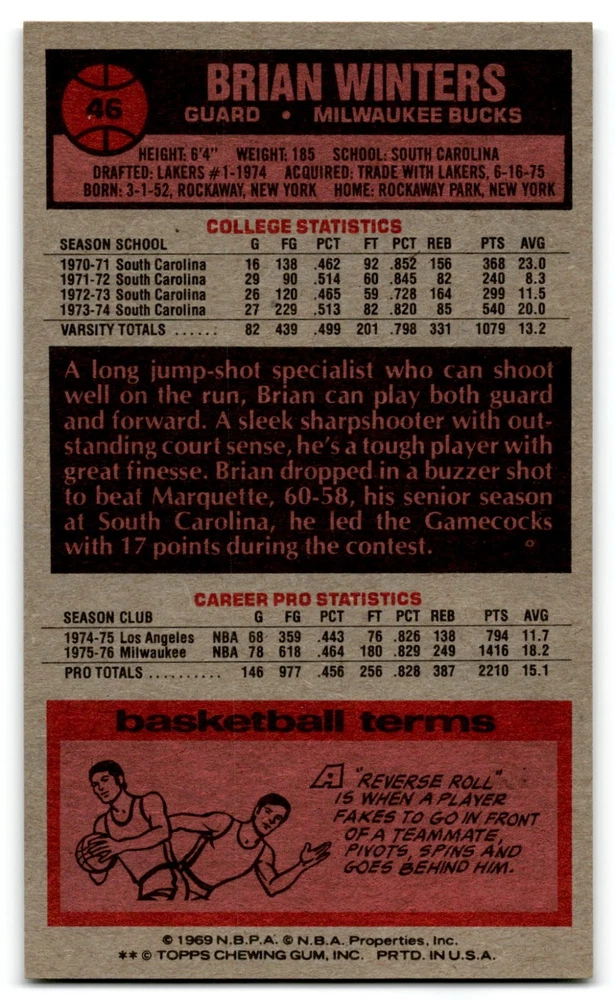 46
BRIAN WINTERS
GUARD • MILWAUKEE BUCKS
HEIGHT: 6'4" WEIGHT: 185 SCHOOL: SOUTH CAROLINA
DRAFTED: LAKERS #1-1974 ACQUIRED: TRADE WITH LAKERS, 6-16-75
BORN: 3-1-52, ROCKAWAY, NEW YORK HOME: ROCKAWAY PARK, NEW YORK
COLLEGE STATISTICS
SEASON SCHOOL G FG PCT FT PCT REB PTS AVG
1970-71 South Carolina 16 138 .462 92 .852 156 368 23.0
1971-72 South Carolina 29 90 .514 60 .845 82 240 8.3
1972-73 South Carolina 26 120 .465 59 .728 164 299 11.5
1973-74 South Carolina 27 229 .513 82 .820 85 540 20.0
VARSITY TOTALS ...... 82 439 .499 201 .798 331 1079 13.2
A long jump-shot specialist who can shoot
well on the run, Brian can play both guard
and forward. A sleek sharpshooter with out-
standing court sense, he's a tough player with
great finesse. Brian dropped in a buzzer shot
to beat Marquette, 60-58, his senior season
at South Carolina, he led the Gamecocks
with 17 points during the contest.
CAREER PRO STATISTICS
SEASON CLUB G FG PCT FT PCT REB PTS AVG
1974-75 Los Angeles NBA 68 359 .443 76 .826 138 794 11.7
1975-76 Milwaukee NBA 78 618 .464 180 .829 249 1416 18.2
PRO TOTALS .......... 146 977 .456 256 .828 387 2210 15.1
basketball terms
A "REVERSE ROLL"
IS WHEN A PLAYER
FAKES TO GO IN FRONT
OF A TEAMMATE,
PIVOTS, SPINS AND
GOES BEHIND HIM.
© 1969 N.B.P.A. © N.B.A. Properties, Inc.
** © TOPPS CHEWING GUM, INC. PRTD. IN U.S.A.